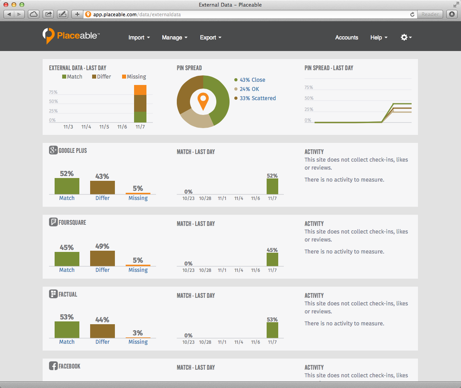 External Data – Placeable
app.placeable.com/data/externaldata
Reader
Placeable™
Import
Manage
Export
Accounts
Help
EXTERNAL DATA - LAST DAY
Match
Differ
Missing
0%
11/3
11/4
11/5
11/6
11/7
PIN SPREAD
43% Close
24% OK
33% Scattered
PIN SPREAD - LAST DAY
0%
GOOGLE PLUS
52%
43%
5%
Match
Differ
Missing
MATCH - LAST DAY
0%
52%
10/23
10/28
11/1
11/4
11/6
11/7
ACTIVITY
This site does not collect check-ins, likes
or reviews.
There is no activity to measure.
FOURSQUARE
45%
49%
5%
Match
Differ
Missing
MATCH - LAST DAY
0%
45%
10/23
10/28
11/1
11/4
11/6
11/7
ACTIVITY
This site does not collect check-ins, likes
or reviews.
There is no activity to measure.
FACTUAL
53%
44%
3%
Match
Differ
Missing
MATCH - LAST DAY
0%
53%
10/23
10/28
11/1
11/4
11/6
11/7
ACTIVITY
This site does not collect check-ins, likes
or reviews.
There is no activity to measure.
FACEBOOK
MATCH - LAST DAY
ACTIVITY
This site does not collect check-ins, likes